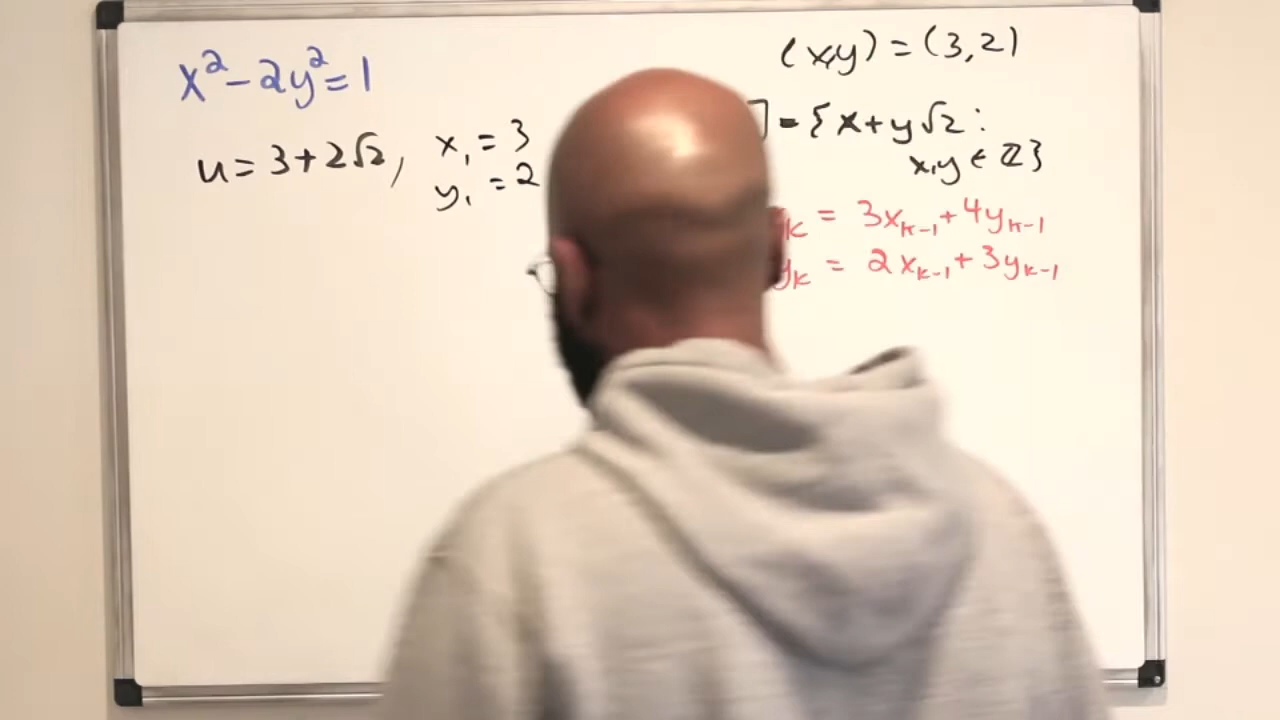 x²-2y²=1
u=3+2√2, x₁=3
y₁=2
(x,y)=(3,2)
]={x+y√2:
x,y∈ℤ}
ₖ = 3xₖ₋₁+4yₖ₋₁
yₖ = 2xₖ₋₁+3yₖ₋₁